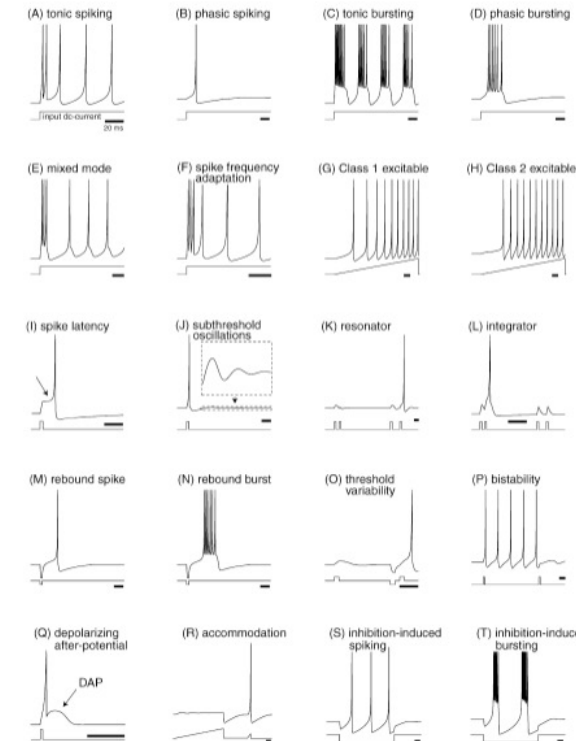 (A) tonic spiking
(B) phasic spiking
(C) tonic bursting
(D) phasic bursting
input dc-current
20 ms
(E) mixed mode
(F) spike frequency
adaptation
(G) Class 1 excitable
(H) Class 2 excitable
(I) spike latency
(J) subthreshold
oscillations
(K) resonator
(L) integrator
(M) rebound spike
(N) rebound burst
(O) threshold
variability
(P) bistability
(Q) depolarizing
after-potential
DAP
(R) accommodation
(S) inhibition-induced
spiking
(T) inhibition-induce
bursting